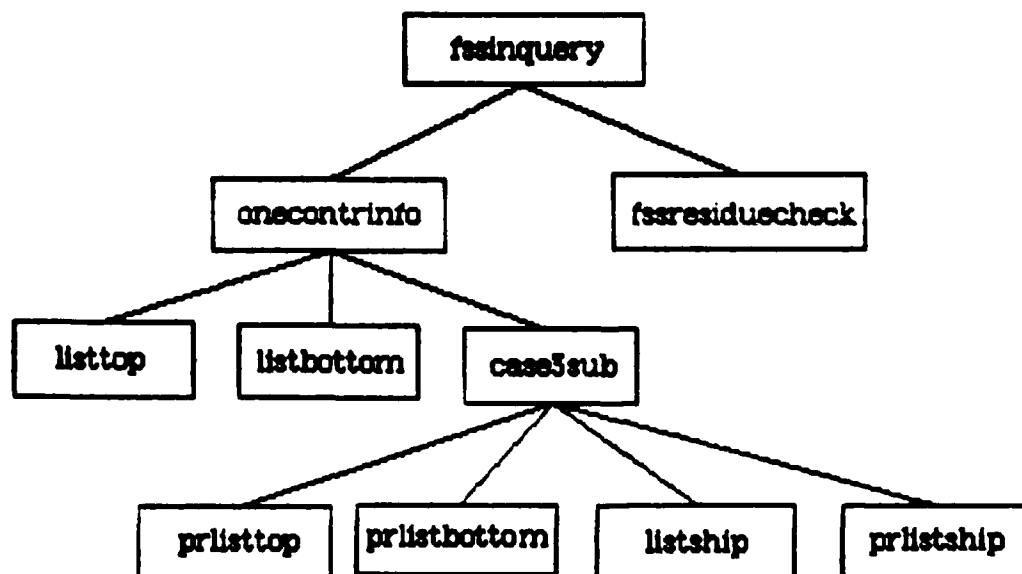 fssinquery
onecontrinfo
fssresiduecheck
listtop
listbottom
case3sub
prlisttop
prlistbottom
listship
prlistship